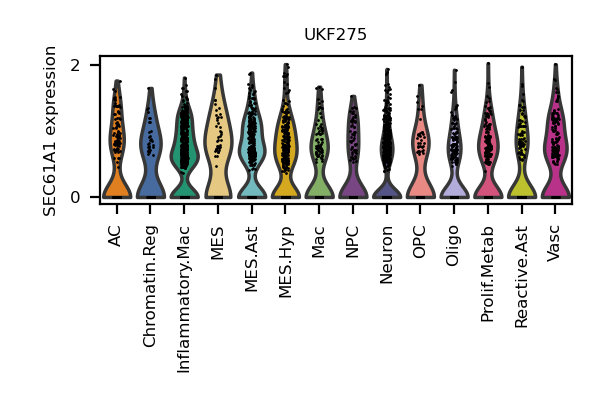 UKF275
SEC61A1 expression
2
0
AC
Chromatin.Reg
Inflammatory.Mac
MES
MES.Ast
MES.Hyp
Mac
NPC
Neuron
OPC
Oligo
Prolif.Metab
Reactive.Ast
Vasc